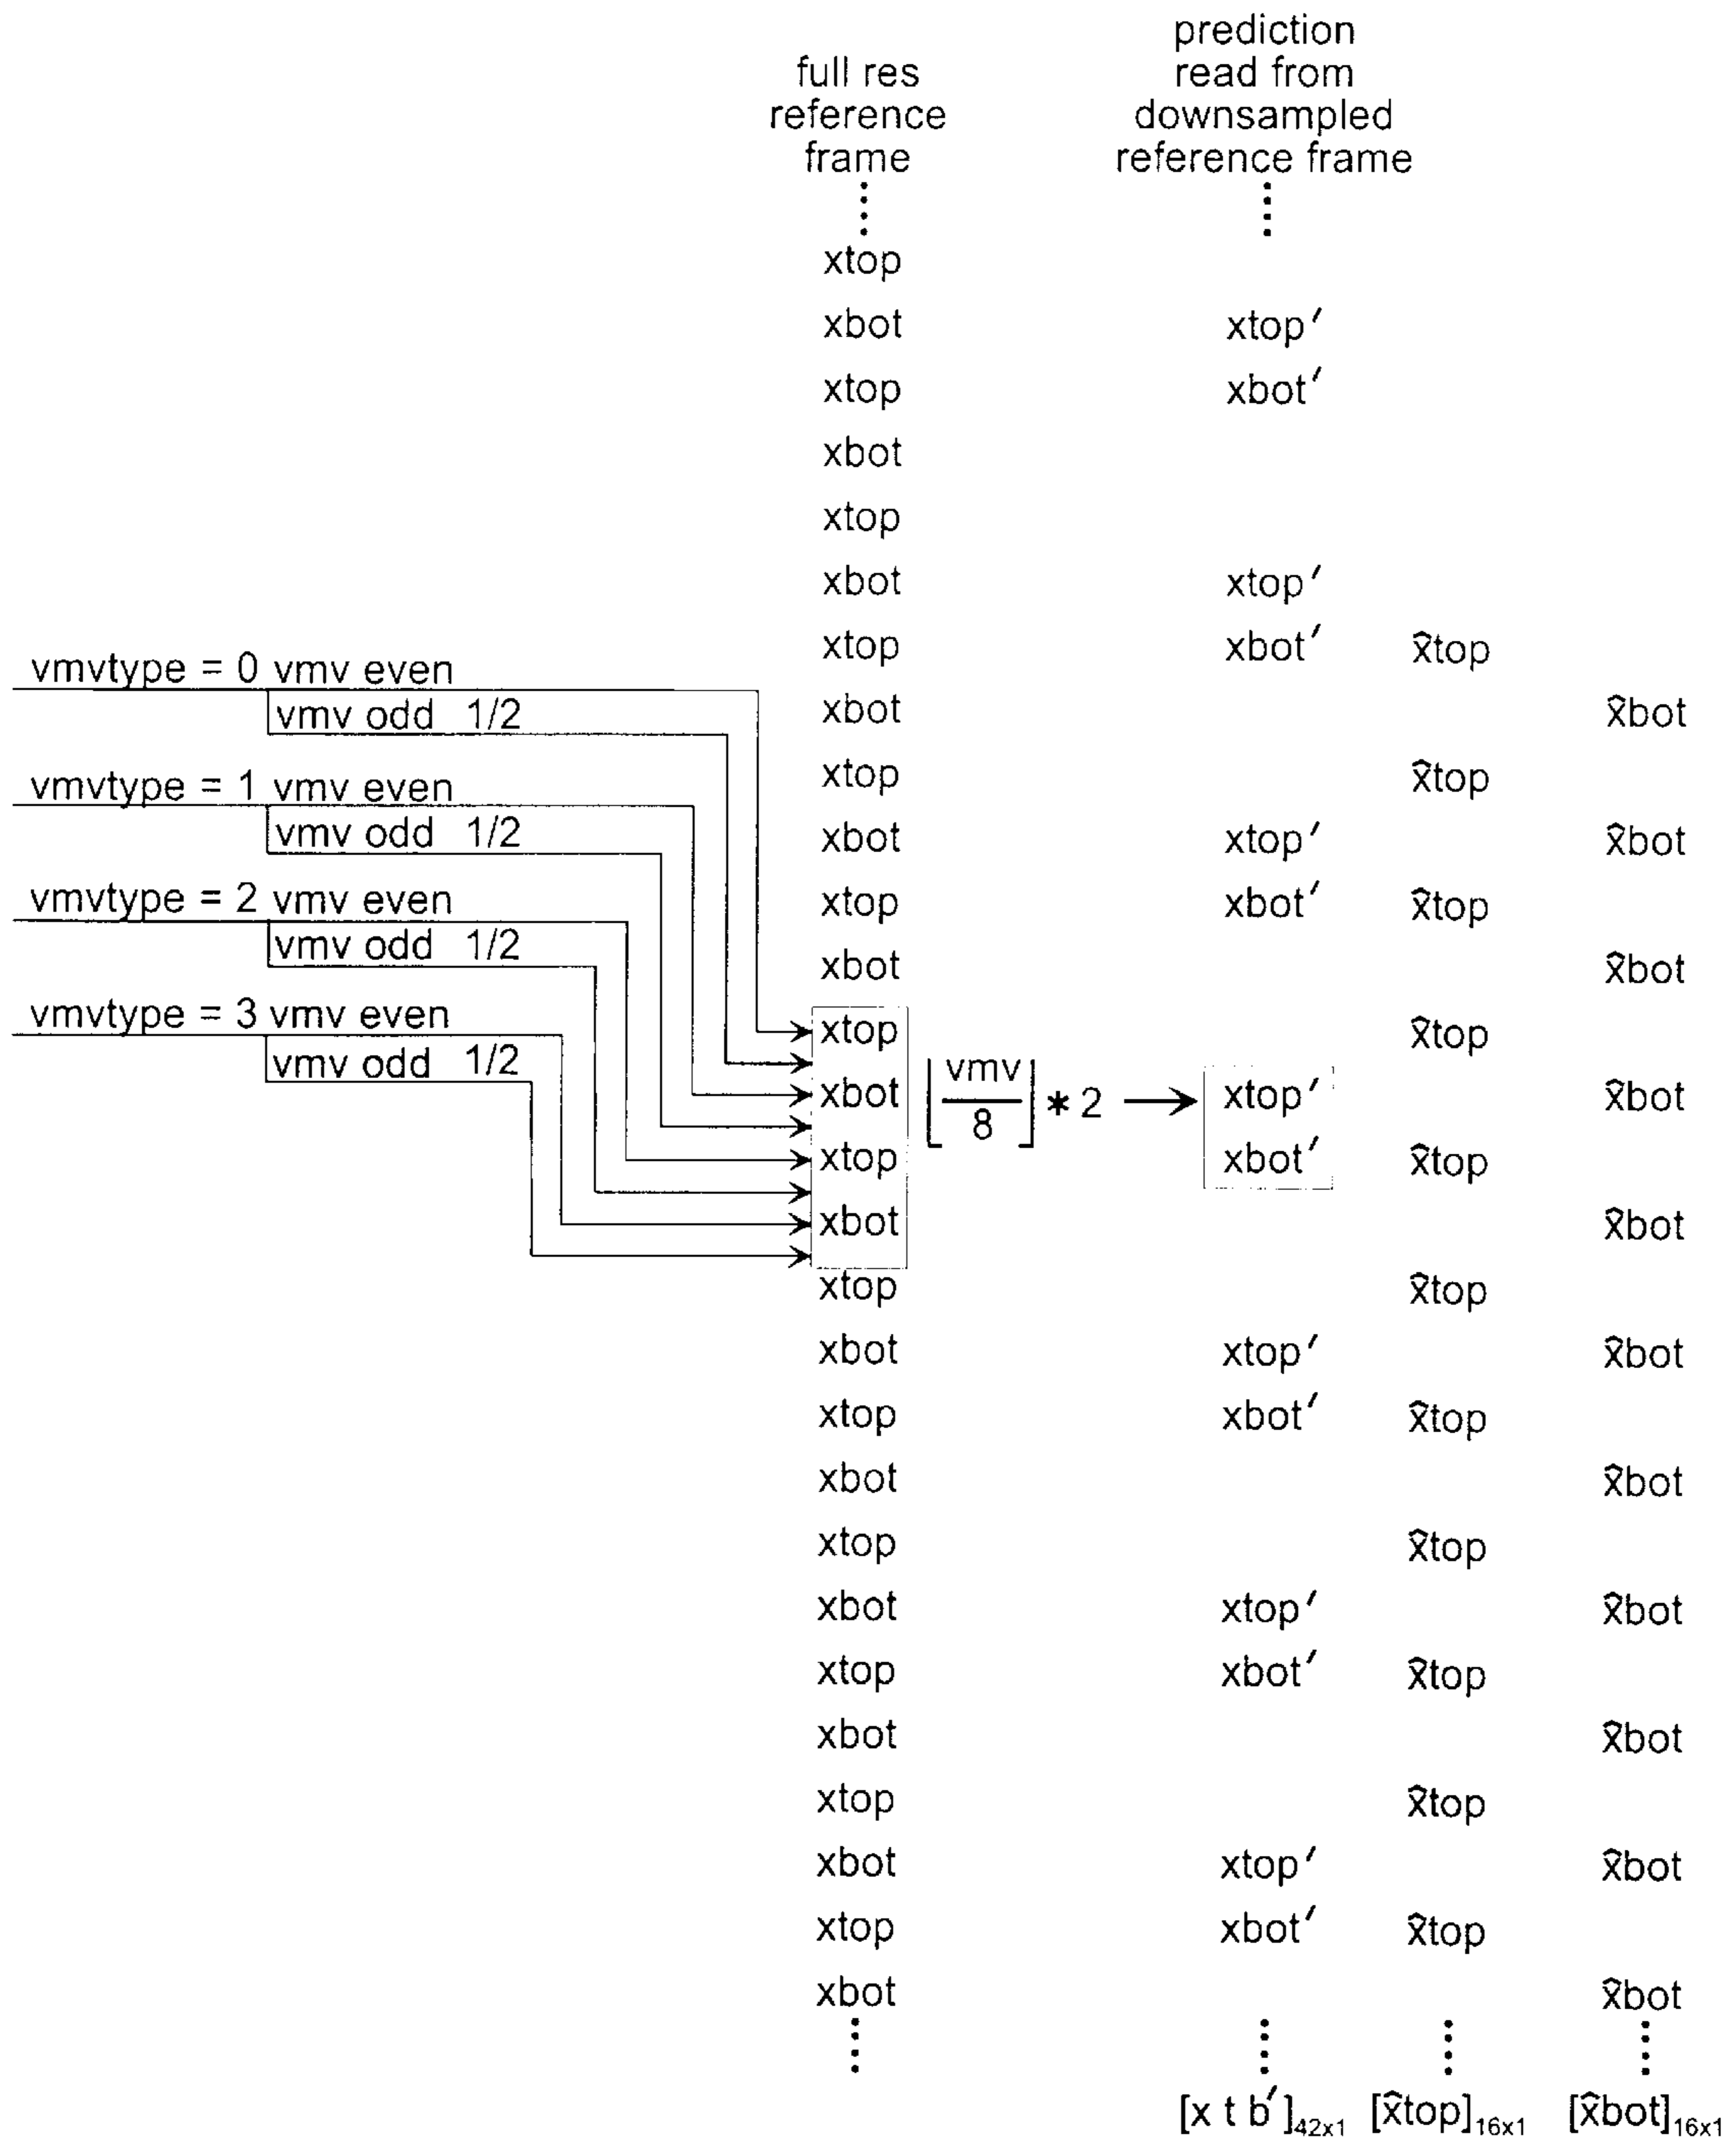 prediction
full res read from
reference downsampled
frame reference frame
xtop
xbot xtop′
xtop xbot′
xbot
xtop
xbot xtop′
xtop xbot′ x̂top
vmvtype = 0 vmv even
xbot x̂bot
vmv odd 1/2
xtop x̂top
vmvtype = 1 vmv even
xbot xtop′ x̂bot
vmv odd 1/2
xtop xbot′ x̂top
vmvtype = 2 vmv even
vmv odd 1/2
xbot x̂bot
vmvtype = 3 vmv even
xtop x̂top
vmv odd 1/2
xbot ⌊vmv/8⌋ * 2 xtop′ x̂bot
xtop xbot′ x̂top
xbot x̂bot
xtop x̂top
xbot xtop′ x̂bot
xtop xbot′ x̂top
xbot x̂bot
xtop x̂top
xbot xtop′ x̂bot
xtop xbot′ x̂top
xbot x̂bot
xtop x̂top
xbot xtop′ x̂bot
xtop xbot′ x̂top
xbot x̂bot
[x t b′]42x1 [x̂top]16x1 [x̂bot]16x1